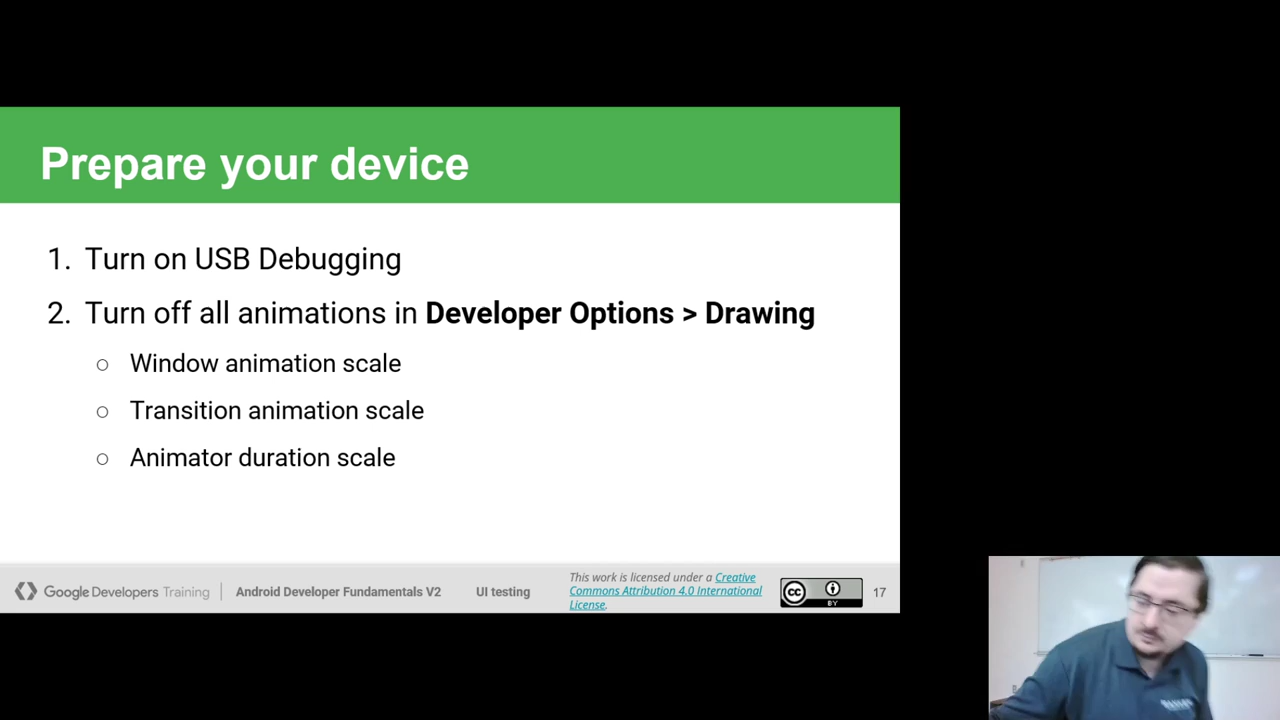 Prepare your device
1. Turn on USB Debugging
2. Turn off all animations in Developer Options > Drawing
○ Window animation scale
○ Transition animation scale
○ Animator duration scale
Google Developers Training
Android Developer Fundamentals V2
UI testing
This work is licensed under a Creative
Commons Attribution 4.0 International
License.
cc
BY
17